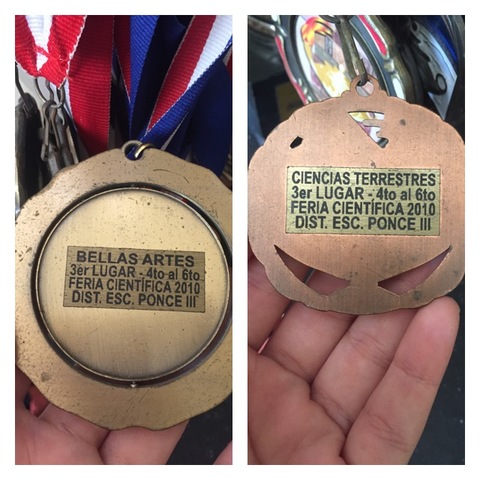 BELLAS ARTES
3er LUGAR - 4to al 6to.
FERIA CIENTÍFICA 2010
DIST. ESC. PONCE III
CIENCIAS TERRESTRES
3er LUGAR - 4to al 6to
FERIA CIENTÍFICA 2010
DIST. ESC. PONCE III